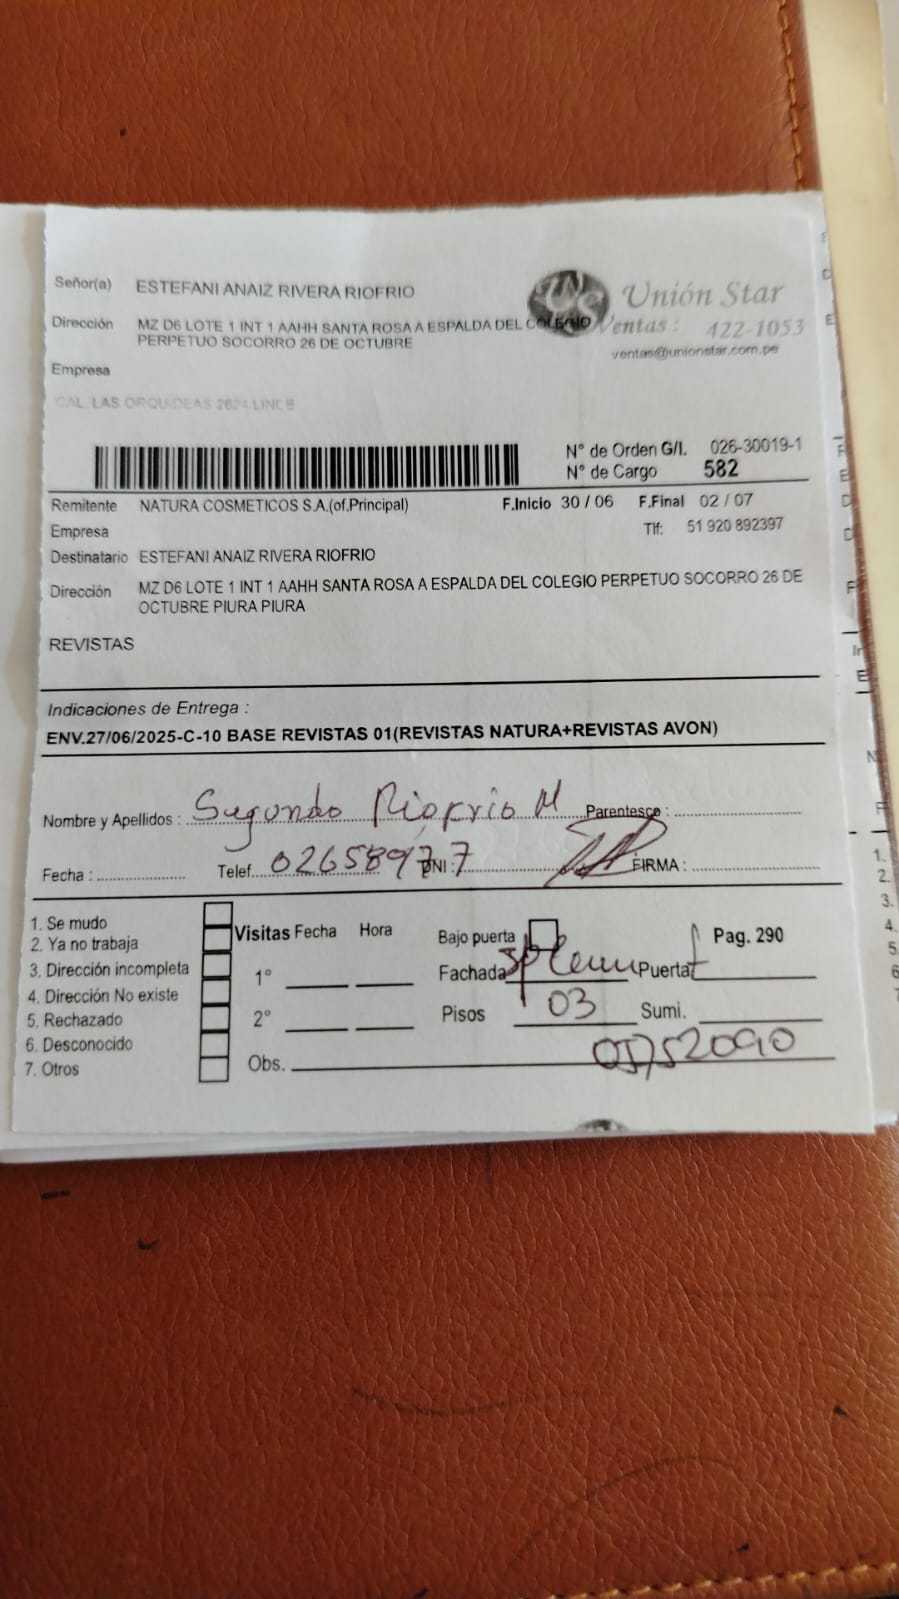 Señor(a) ESTEFANI ANAIZ RIVERA RIOFRIO
Unión Star
Dirección MZ D6 LOTE 1 INT 1 AAHH SANTA ROSA A ESPALDA DEL COLEGIO
PERPETUO SOCORRO 26 DE OCTUBRE
Ventas: 422-1053
ventas@unionstar.com.pe
Empresa
CAL. LAS ORQUIDEAS 2624 LINCE
N° de Orden G/I. 026-30019-1
N° de Cargo 582
Remitente NATURA COSMETICOS S.A.(of.Principal) F.Inicio 30 / 06 F.Final 02 / 07
Empresa Tlf: 51 920 892397
Destinatario ESTEFANI ANAIZ RIVERA RIOFRIO
Dirección MZ D6 LOTE 1 INT 1 AAHH SANTA ROSA A ESPALDA DEL COLEGIO PERPETUO SOCORRO 26 DE
OCTUBRE PIURA PIURA
REVISTAS
Indicaciones de Entrega :
ENV.27/06/2025-C-10 BASE REVISTAS 01(REVISTAS NATURA+REVISTAS AVON)
Nombre y Apellidos : Segundo Riofrio M Parentesco :
Fecha : Telef. 02658977 DNI : FIRMA :
1. Se mudo
2. Ya no trabaja
3. Dirección incompleta
4. Dirección No existe
5. Rechazado
6. Desconocido
7. Otros
Visitas Fecha Hora
1°
2°
Obs.
Bajo puerta Pag. 290
Fachada Puerta
Pisos 03 Sumi.
05752090